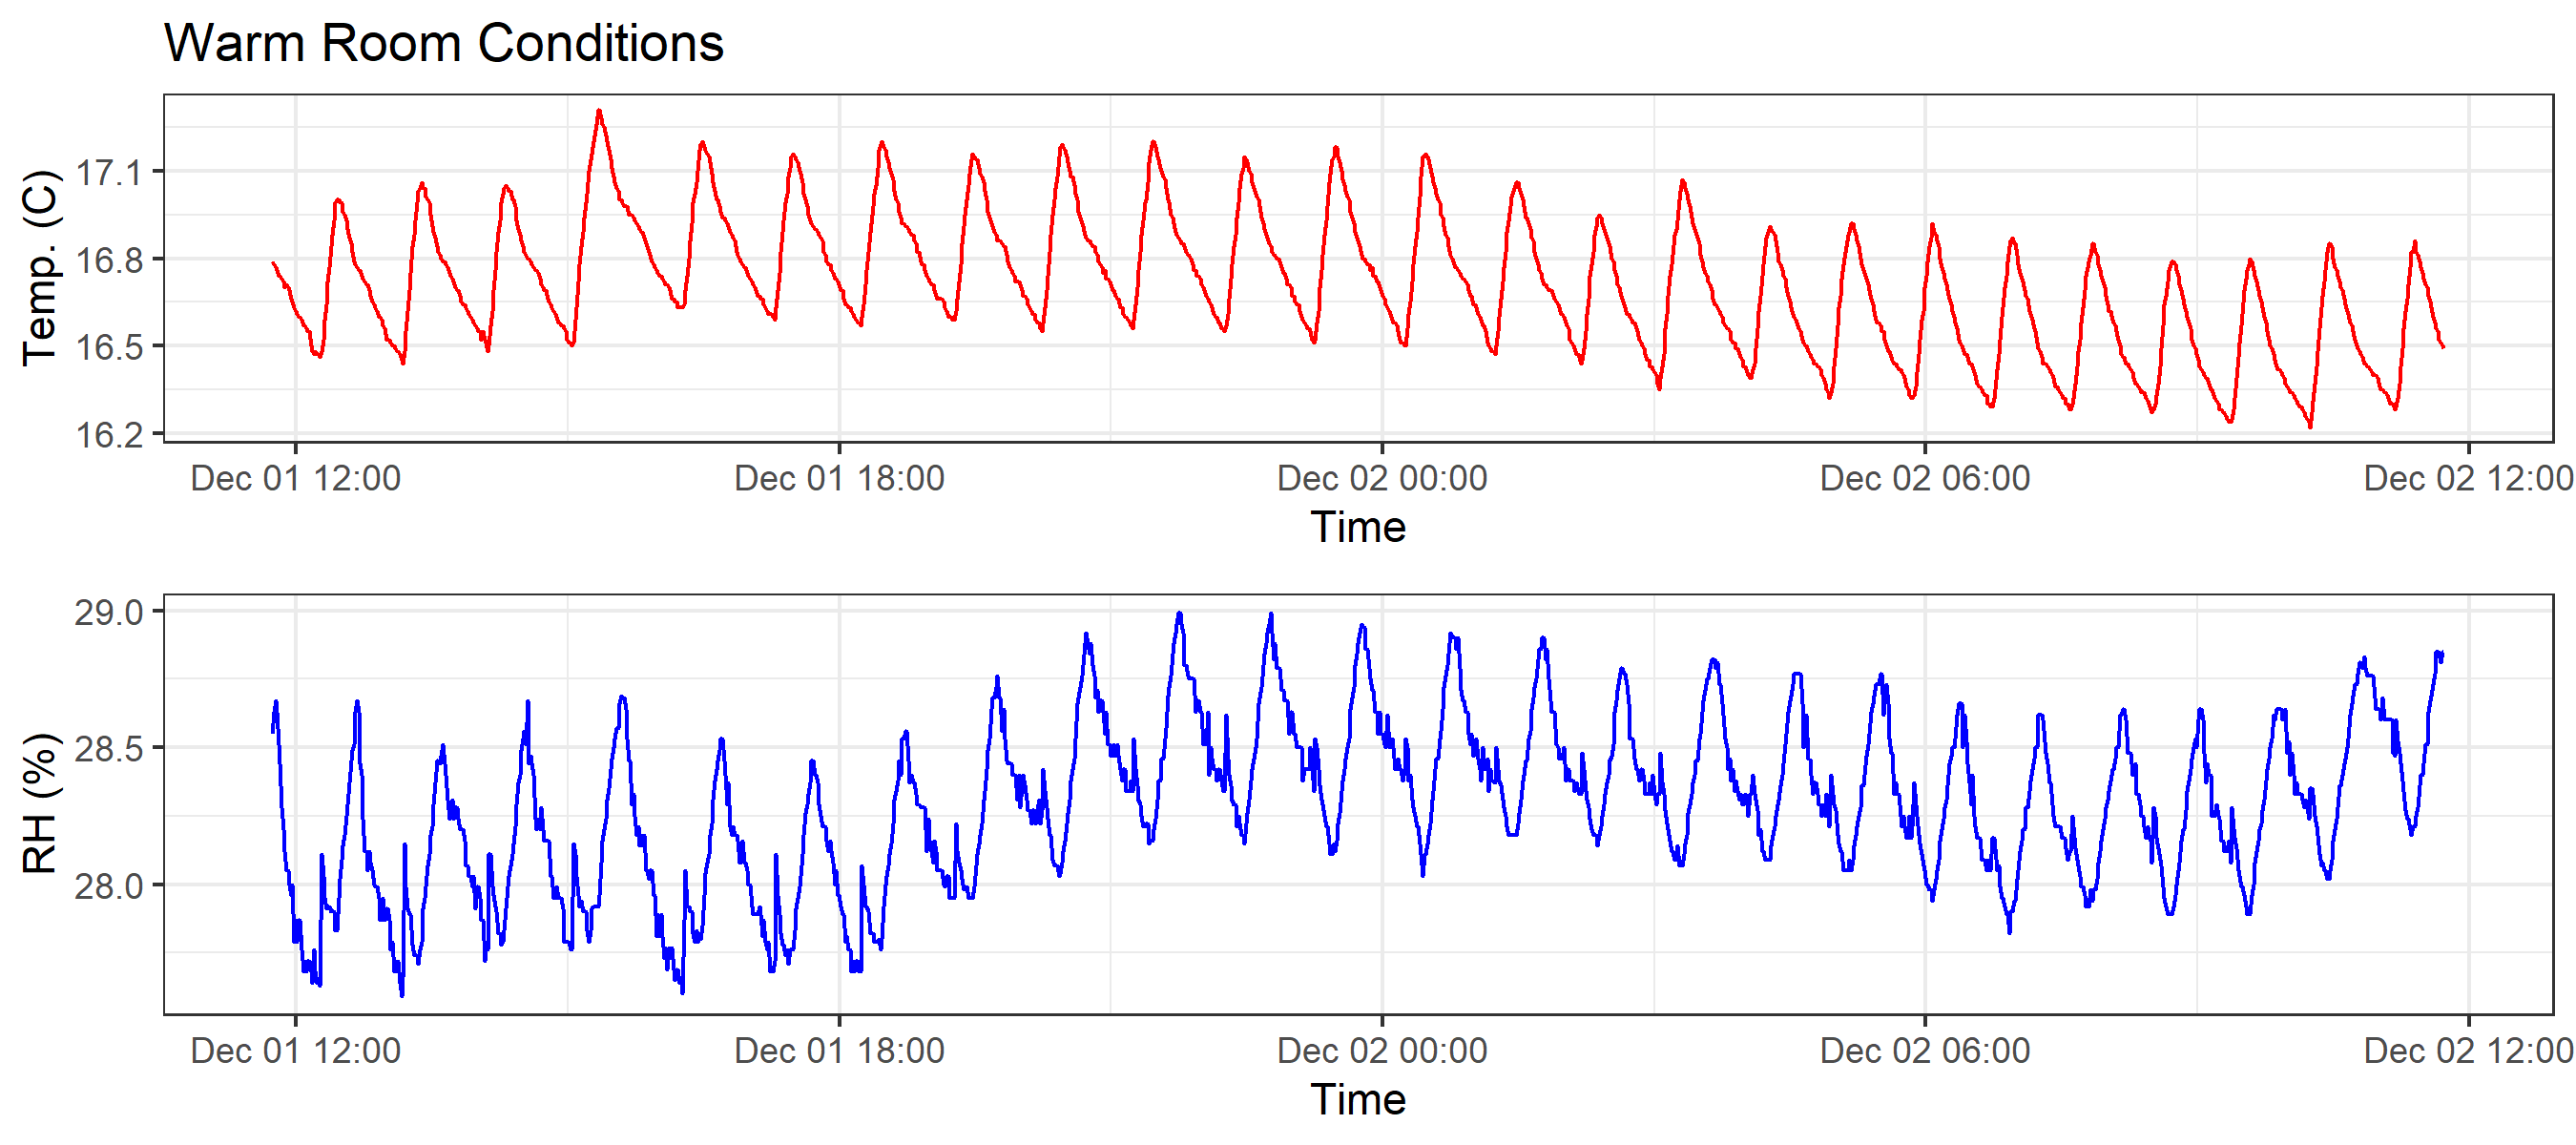 Warm Room Conditions
Temp. (C)
17.1
16.8
16.5
16.2
Dec 01 12:00 Dec 01 18:00 Dec 02 00:00 Dec 02 06:00 Dec 02 12:00
Time
RH (%)
29.0
28.5
28.0
Dec 01 12:00 Dec 01 18:00 Dec 02 00:00 Dec 02 06:00 Dec 02 12:00
Time